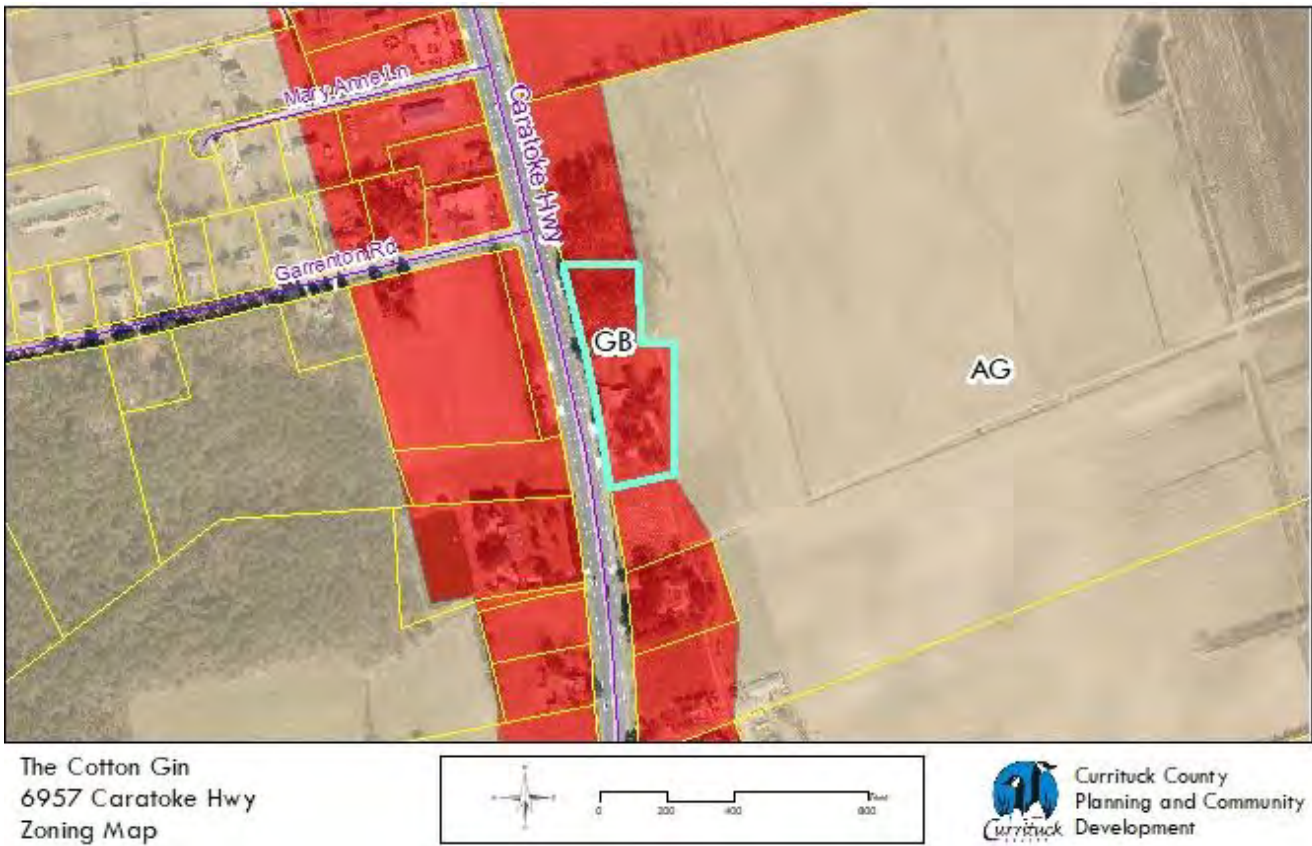 Mary Anne Ln
Caratoke Hwy
Garrenton Rd
GB
AG
The Cotton Gin
6957 Caratoke Hwy
Zoning Map
0 200 400 800 Feet
Currituck
Currituck County
Planning and Community
Development